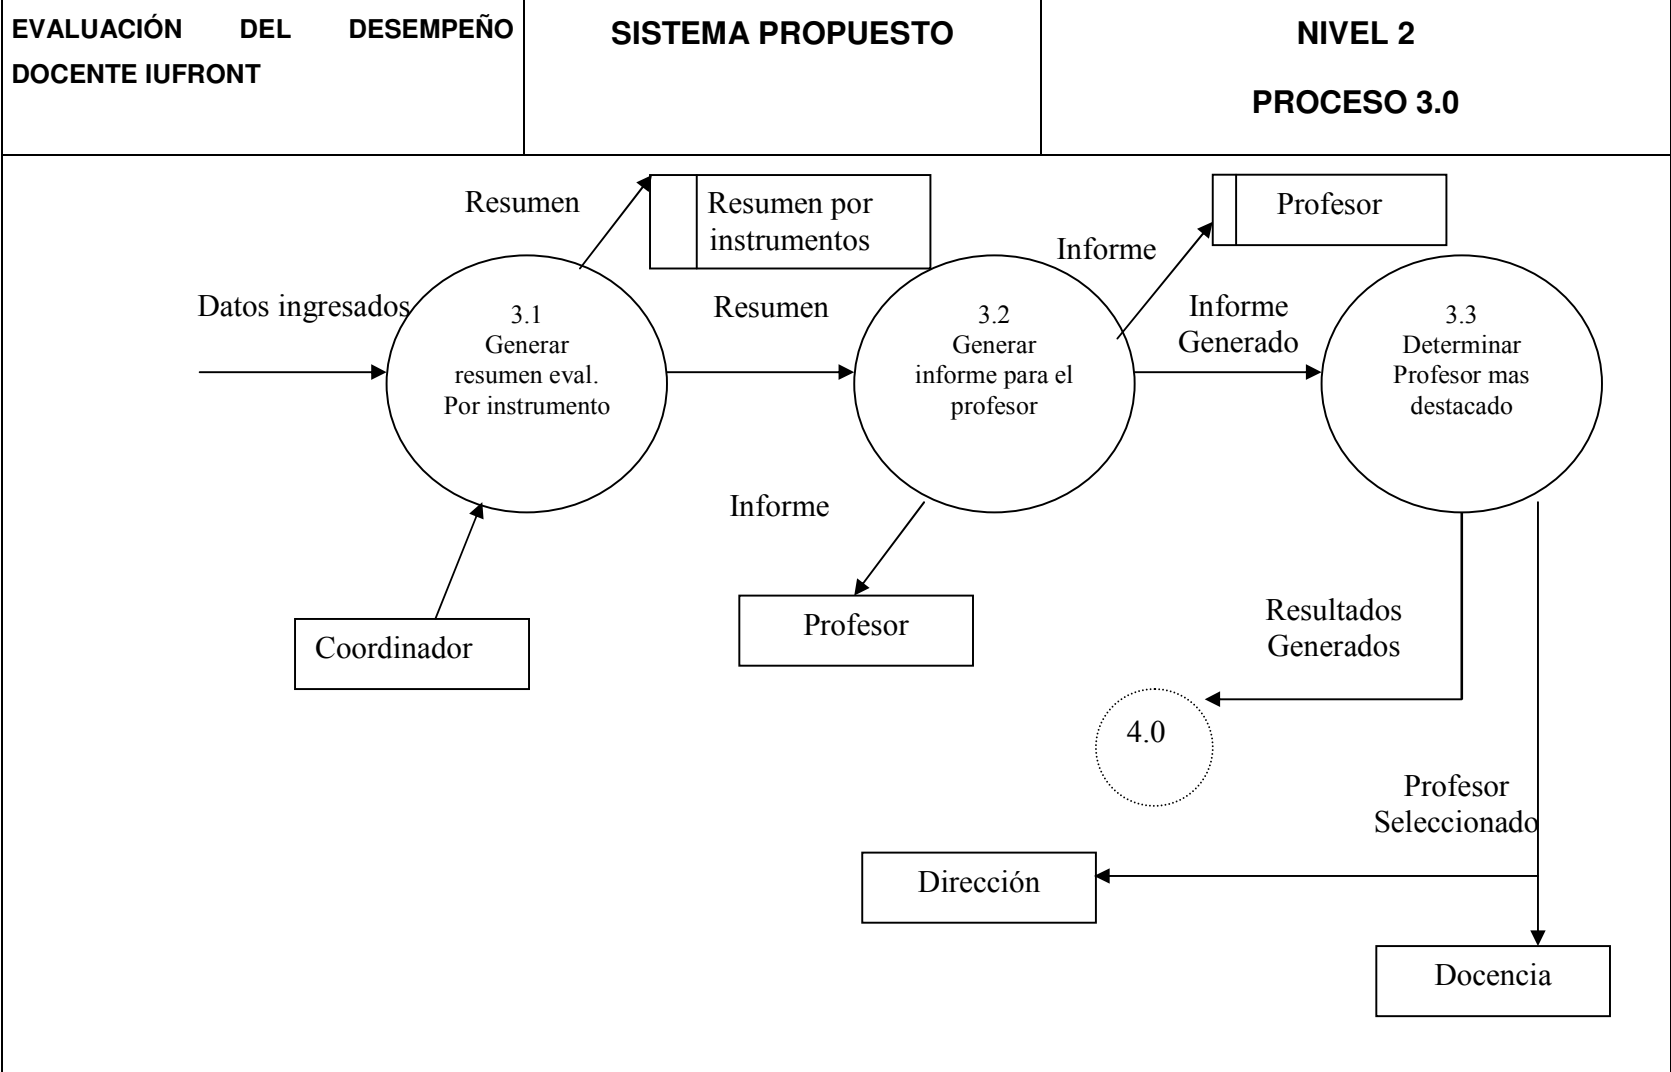 EVALUACIÓN DEL DESEMPEÑO
DOCENTE IUFRONT
SISTEMA PROPUESTO
NIVEL 2
PROCESO 3.0
Resumen
Resumen por
instrumentos
Profesor
Informe
Datos ingresados
3.1
Generar
resumen eval.
Por instrumento
Resumen
3.2
Generar
informe para el
profesor
Informe
Generado
3.3
Determinar
Profesor mas
destacado
Informe
Coordinador
Profesor
Resultados
Generados
4.0
Profesor
Seleccionado
Dirección
Docencia